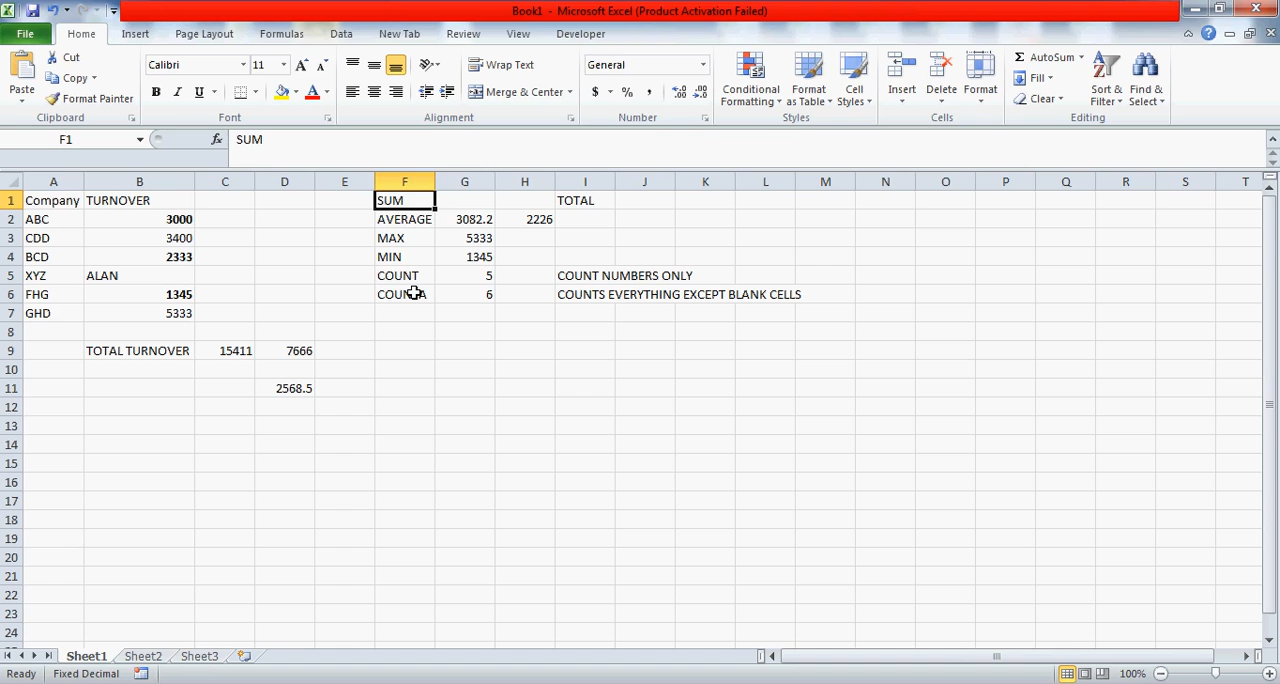 Book1 - Microsoft Excel (Product Activation Failed)
File Home Insert Page Layout Formulas Data New Tab Review View Developer
Paste Cut Copy Format Painter Clipboard
Calibri 11 A A B I U A Font
Wrap Text Merge & Center Alignment
General $ % , .0 .00 .00 .0 Number
Conditional Formatting Format as Table Cell Styles Styles
Insert Delete Format Cells
Σ AutoSum Fill Clear Sort & Filter Find & Select Editing
F1 fx SUM
A B C D E F G H I J K L M N O P Q R S T
1 Company TURNOVER SUM TOTAL
2 ABC 3000 AVERAGE 3082.2 2226
3 CDD 3400 MAX 5333
4 BCD 2333 MIN 1345
5 XYZ ALAN COUNT 5 COUNT NUMBERS ONLY
6 FHG 1345 COUNTA 6 COUNTS EVERYTHING EXCEPT BLANK CELLS
7 GHD 5333
8
9 TOTAL TURNOVER 15411 7666
10
11 2568.5
12
13
14
15
16
17
18
19
20
21
22
23
24
Sheet1 Sheet2 Sheet3
Ready Fixed Decimal 100%